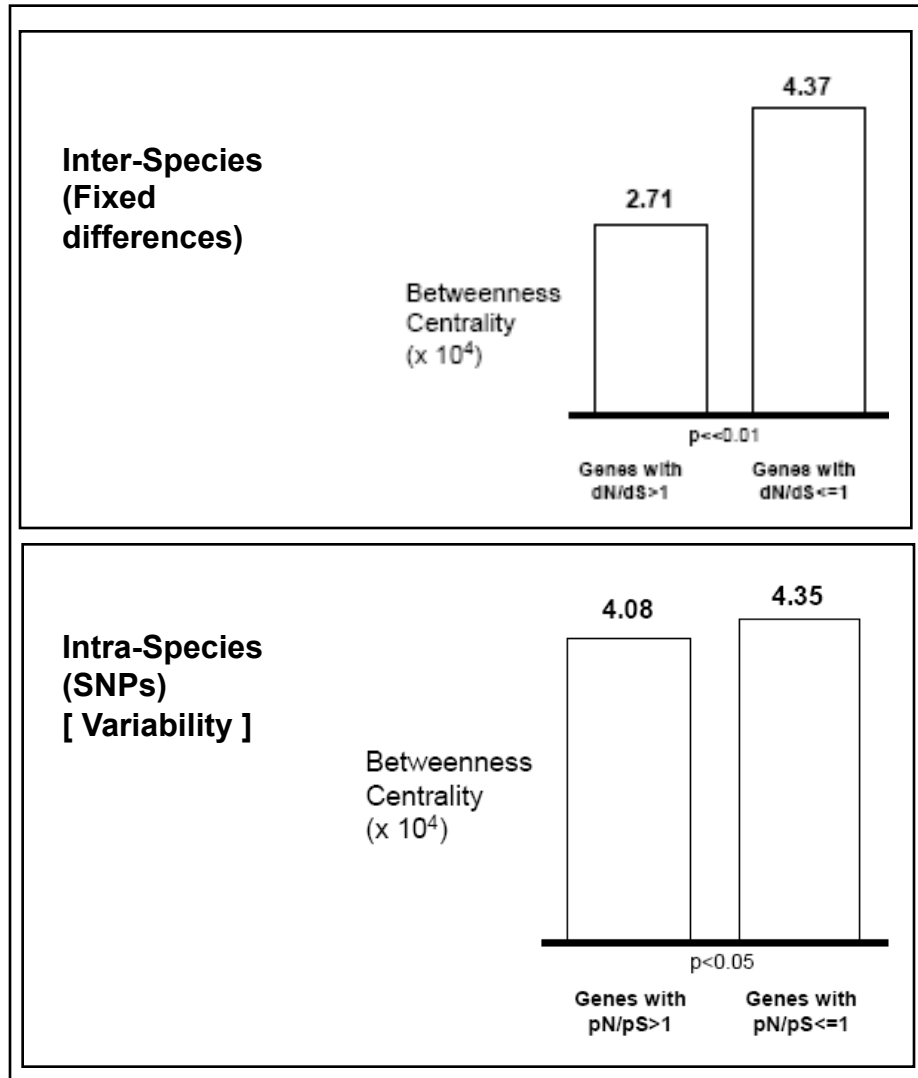 Inter-Species
(Fixed
differences)
4.37
2.71
Betweenness
Centrality
(x 10⁴)
p<<0.01
Genes with
dN/dS>1
Genes with
dN/dS<=1
Intra-Species
(SNPs)
[ Variability ]
4.08
4.35
Betweenness
Centrality
(x 10⁴)
p<0.05
Genes with
pN/pS>1
Genes with
pN/pS<=1